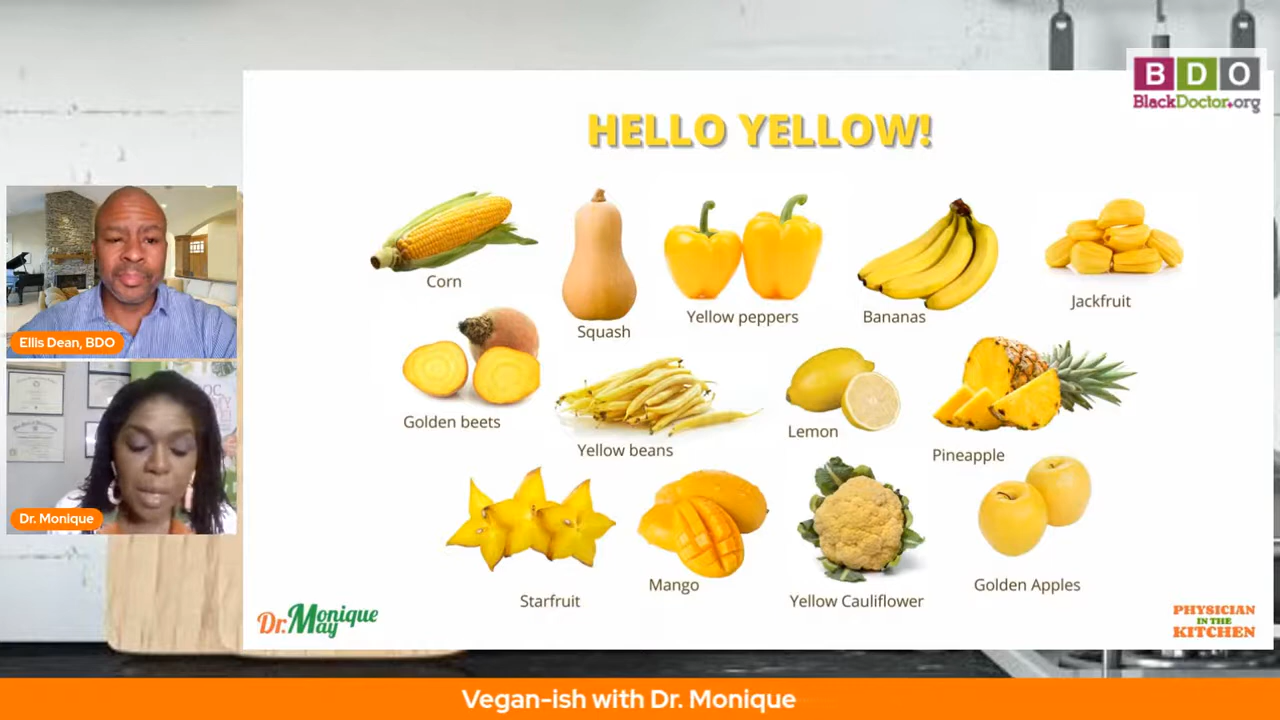 B D O
BlackDoctor.org
HELLO YELLOW!
Corn
Squash
Yellow peppers
Bananas
Jackfruit
Golden beets
Yellow beans
Lemon
Pineapple
Starfruit
Mango
Yellow Cauliflower
Golden Apples
Ellis Dean, BDO
Dr. Monique
Dr. Monique
May
PHYSICIAN
IN THE
KITCHEN
Vegan-ish with Dr. Monique